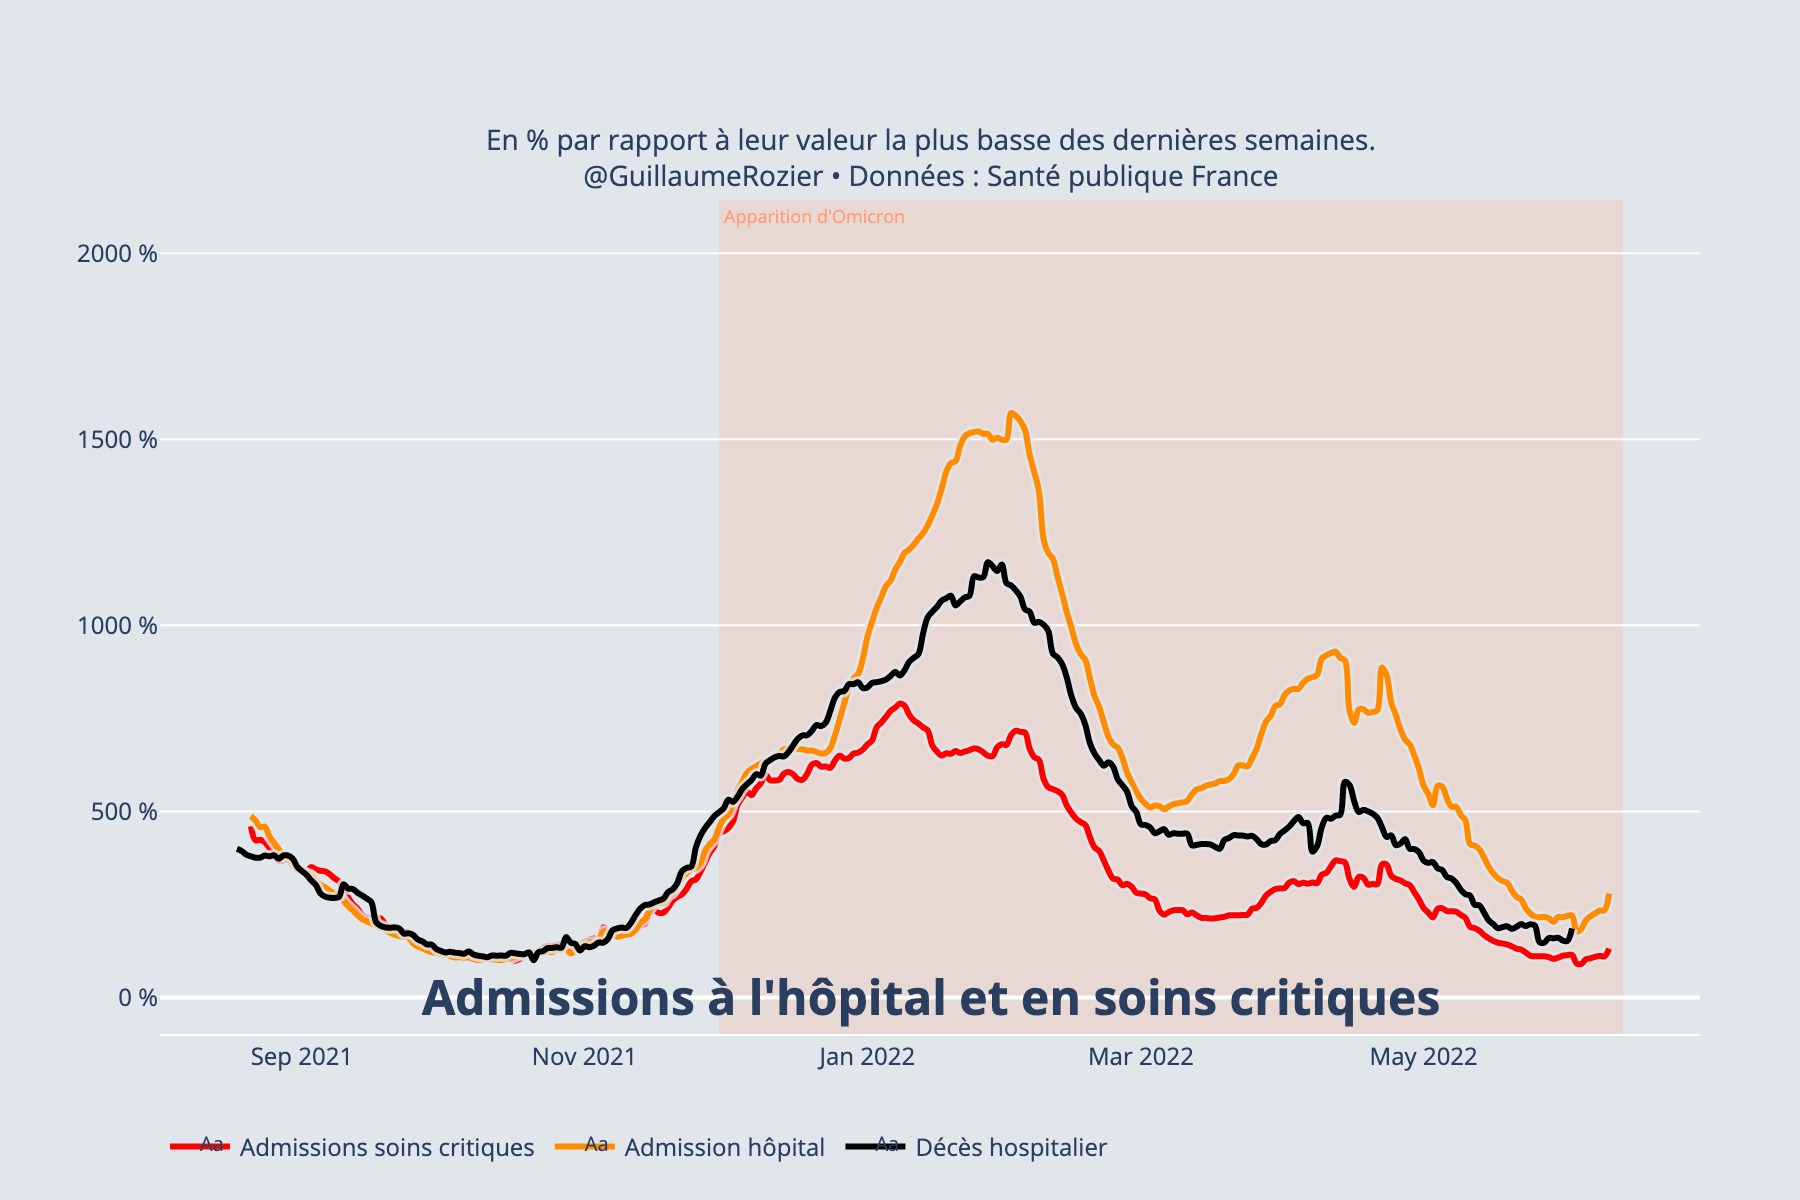 En % par rapport à leur valeur la plus basse des dernières semaines.
@GuillaumeRozier • Données : Santé publique France
Apparition d'Omicron
2000 %
1500 %
1000 %
500 %
0 %
Admissions à l'hôpital et en soins critiques
Sep 2021
Nov 2021
Jan 2022
Mar 2022
May 2022
Aa Admissions soins critiques
Aa Admission hôpital
Aa Décès hospitalier